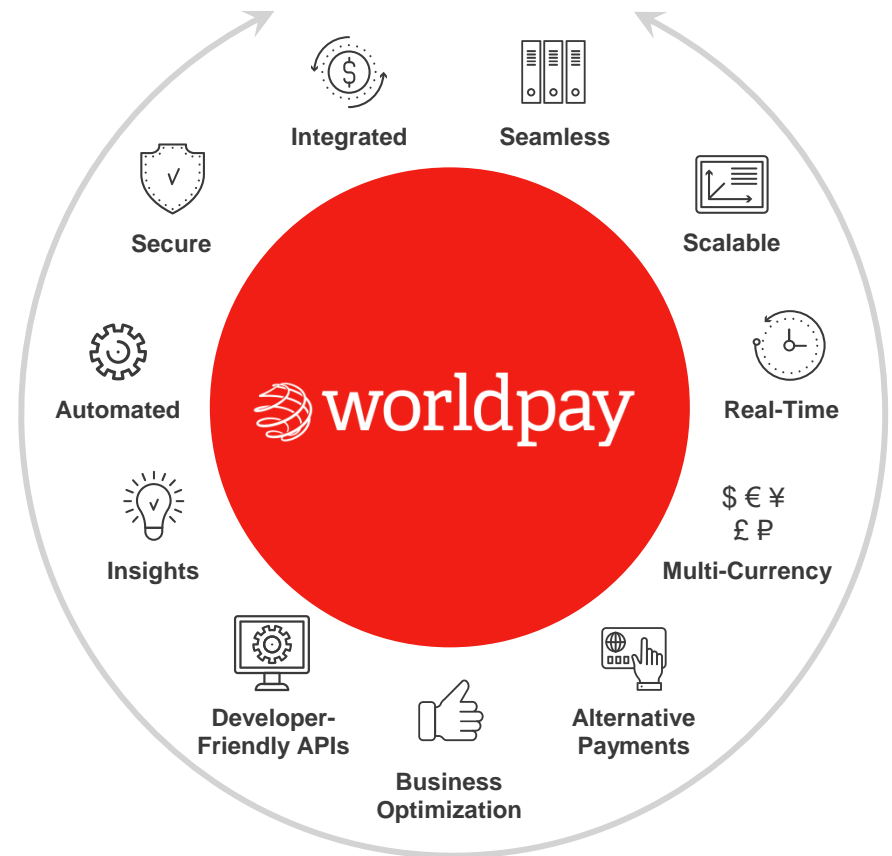 Integrated
Seamless
Secure
Scalable
worldpay
Automated
Real-Time
$ € ¥
£ ₽
Insights
Multi-Currency
Developer-
Friendly APIs
Alternative
Payments
Business
Optimization